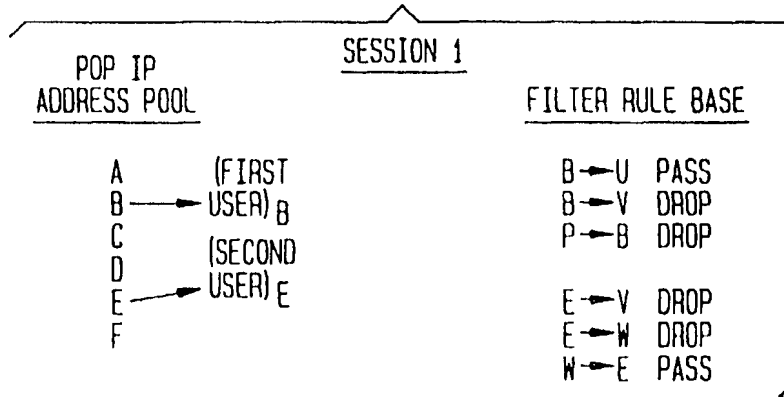 SESSION 1
POP IP
ADDRESS POOL
A
B → (FIRST USER) B
C
D
E → (SECOND USER) E
F
FILTER RULE BASE
B → U PASS
B → V DROP
P → B DROP
E → V DROP
E → W DROP
W → E PASS